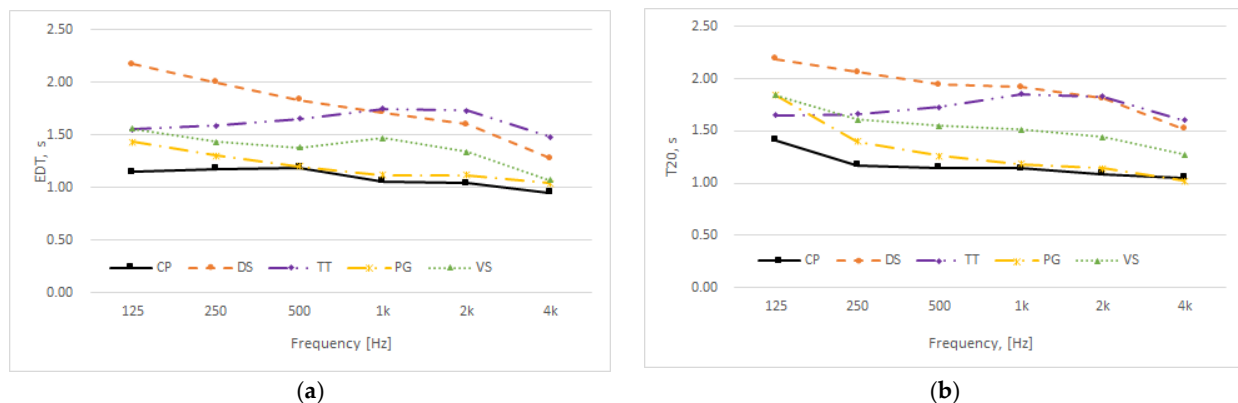 2.50
2.00
1.50
1.00
0.50
0.00
EDT, s
CP DS TT PG VS
125 250 500 1k 2k 4k
Frequency [Hz]
(a)
2.50
2.00
1.50
1.00
0.50
0.00
T20, s
CP DS TT PG VS
125 250 500 1k 2k 4k
Frequency, [Hz]
(b)